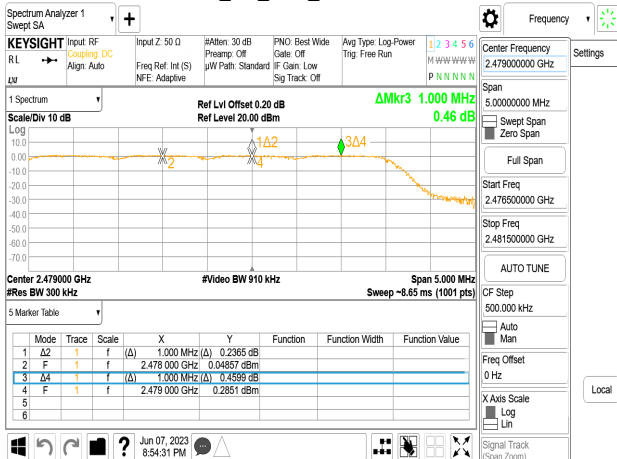 Spectrum Analyzer 1
Swept SA
Frequency
Settings
KEYSIGHT
RL
Input: RF
Coupling: DC
Align: Auto
Input Z: 50 Ω
Freq Ref: Int (S)
NFE: Adaptive
#Atten: 30 dB
Preamp: Off
µW Path: Standard
PNO: Best Wide
Gate: Off
IF Gain: Low
Sig Track: Off
Avg Type: Log-Power
Trig: Free Run
1 2 3 4 5 6
M W W W W W
P N N N N N
1 Spectrum
Scale/Div 10 dB
Ref Lvl Offset 0.20 dB
Ref Level 20.00 dBm
ΔMkr3 1.000 MHz
0.46 dB
Log
10.0
0.00
-10.0
-20.0
-30.0
-40.0
-50.0
-60.0
-70.0
1Δ2
3Δ4
2
4
Center 2.479000 GHz
#Res BW 300 kHz
#Video BW 910 kHz
Span 5.000 MHz
Sweep ~8.65 ms (1001 pts)
5 Marker Table
Mode Trace Scale X Y Function Function Width Function Value
1 Δ2 1 f (Δ) 1.000 MHz (Δ) 0.2365 dB
2 F 1 f 2.478 000 GHz 0.04857 dBm
3 Δ4 1 f (Δ) 1.000 MHz (Δ) 0.4599 dB
4 F 1 f 2.479 000 GHz 0.2851 dBm
5
6
Center Frequency
2.479000000 GHz
Span
5.00000000 MHz
Swept Span
Zero Span
Full Span
Start Freq
2.476500000 GHz
Stop Freq
2.481500000 GHz
AUTO TUNE
CF Step
500.000 kHz
Auto
Man
Freq Offset
0 Hz
X Axis Scale
Log
Lin
Signal Track
(Span Zoom)
Local
?
Jun 07, 2023
8:54:31 PM